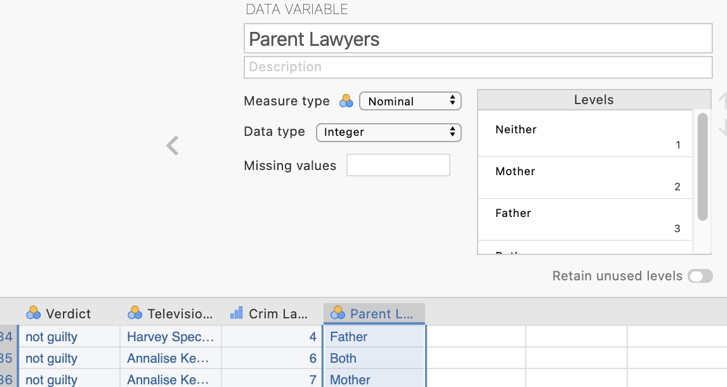 DATA VARIABLE
Parent Lawyers
Description
Measure type Nominal Levels
Data type Integer
Neither
1
Missing values
Mother
2
Father
3
Retain unused levels
Verdict Televisio... Crim La... Parent L...
34 not guilty Harvey Spec... 4 Father
35 not guilty Annalise Ke... 6 Both
36 not guilty Annalise Ke... 7 Mother